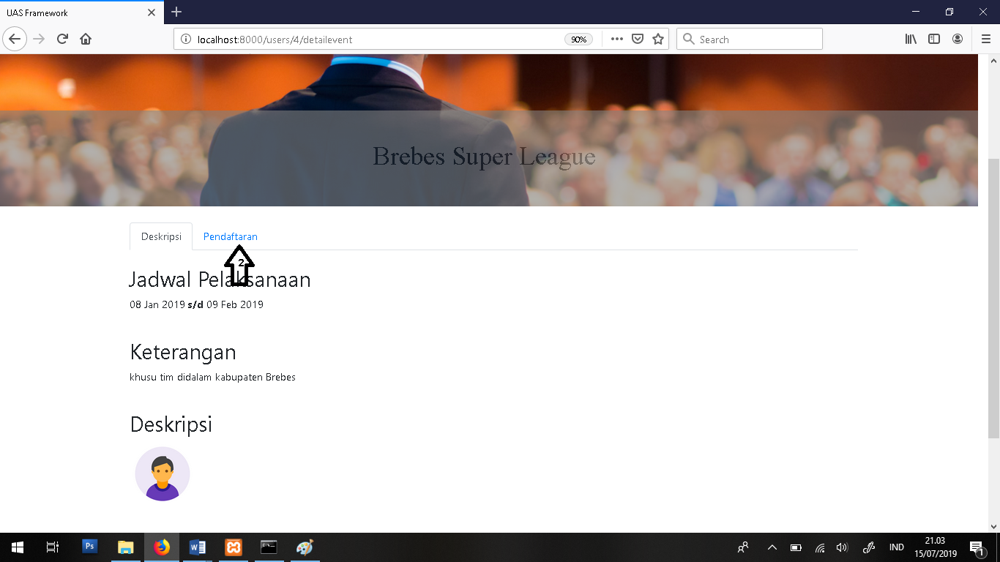 UAS Framework
localhost:8000/users/4/detailevent
90%
Search
Brebes Super League
Deskripsi
Pendaftaran
2
Jadwal Pelaksanaan
08 Jan 2019 s/d 09 Feb 2019
Keterangan
khusu tim didalam kabupaten Brebes
Deskripsi
Ps
IND
21.03
15/07/2019
1